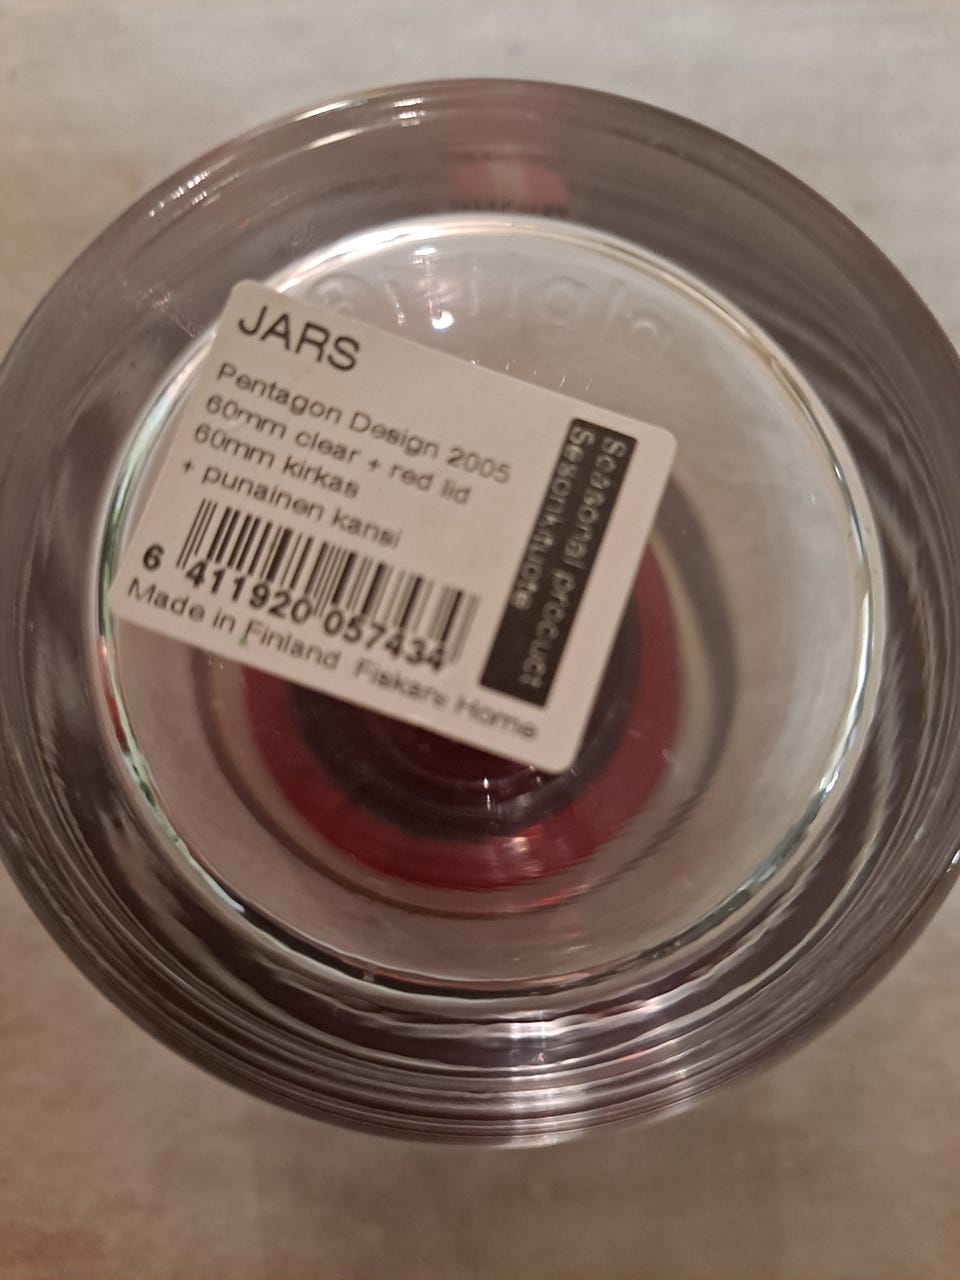 JARS
Pentagon Design 2005
60mm clear + red lid
60mm kirkas
+ punainen kansi
6 411920 057434
Made in Finland Fiskars Home
Seasonal product
Sesonkituote
iittala